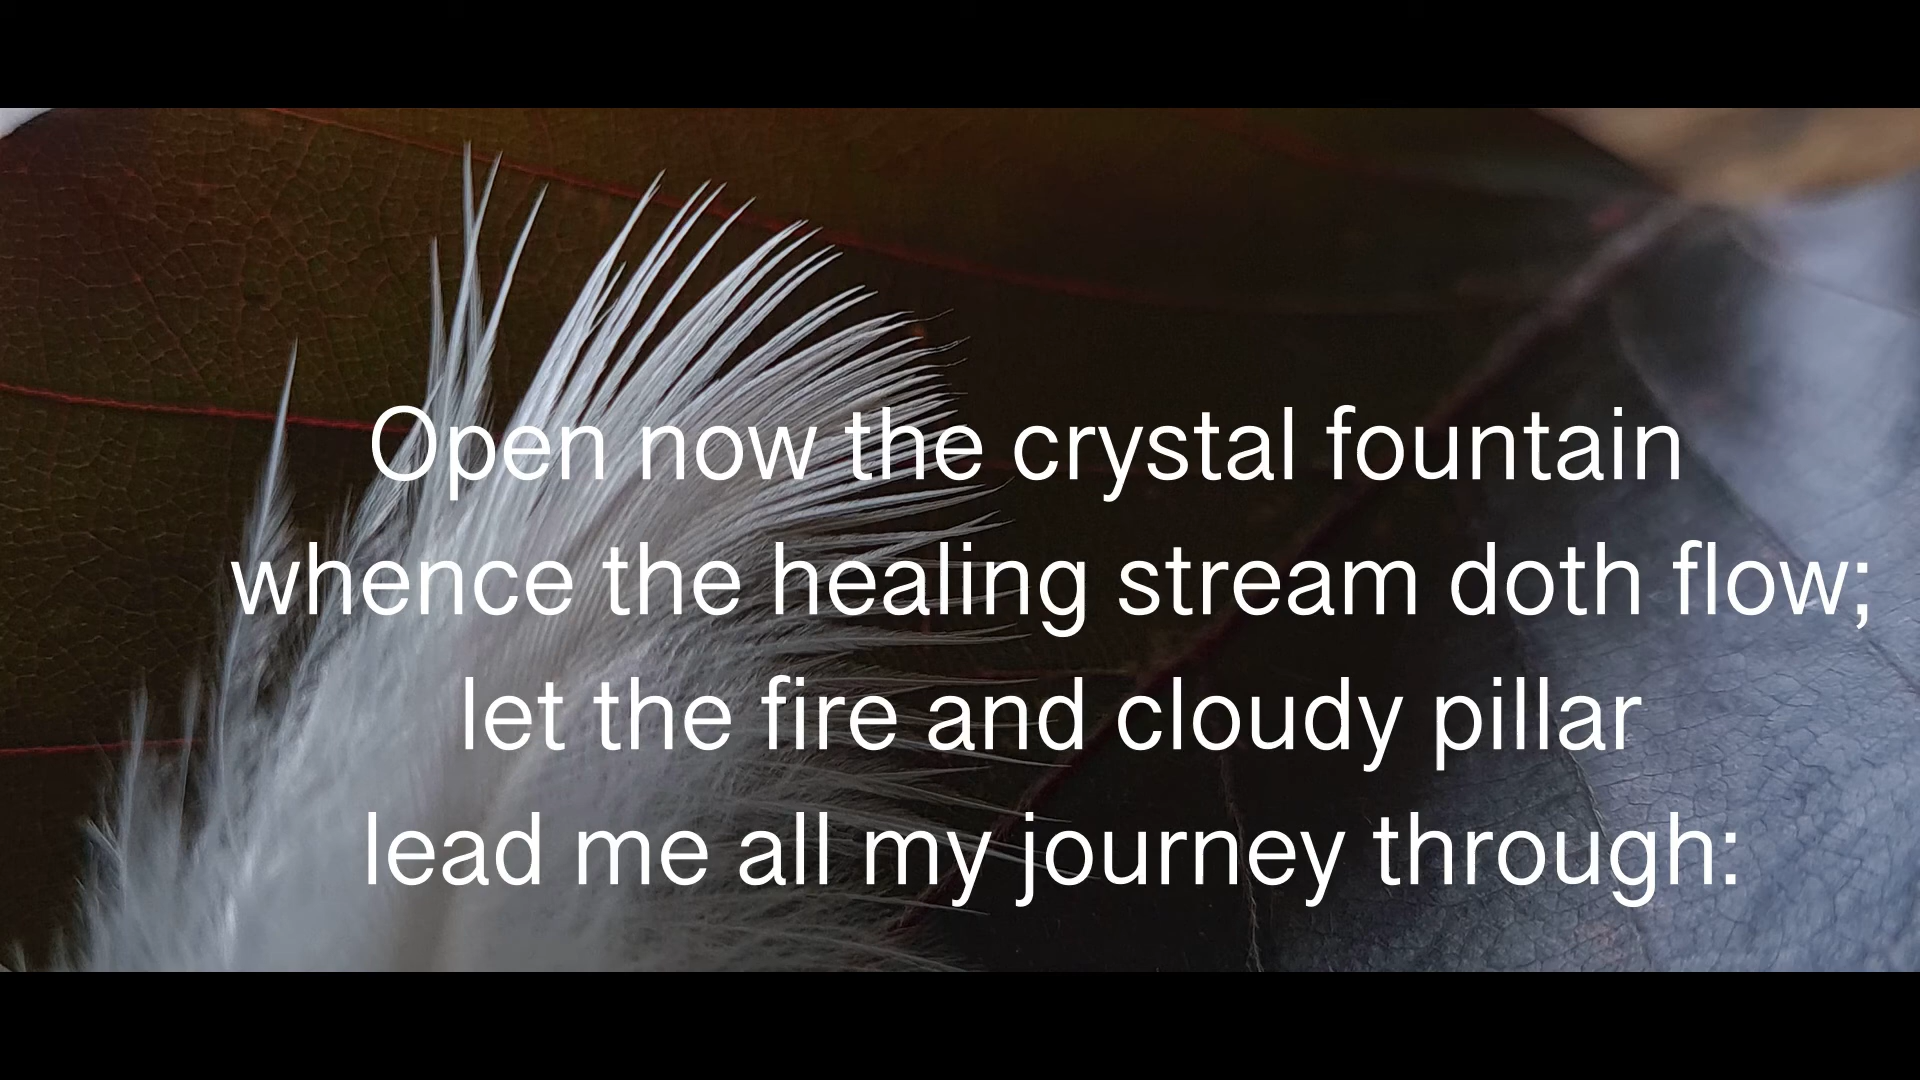 Open now the crystal fountain
whence the healing stream doth flow;
let the fire and cloudy pillar
lead me all my journey through: